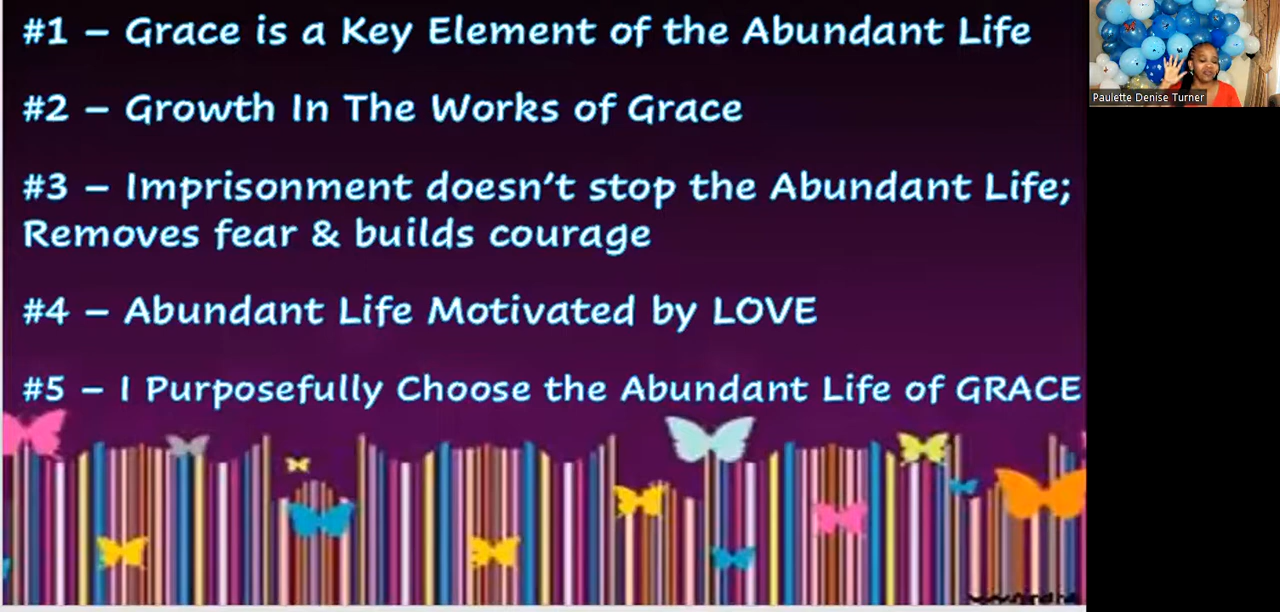 #1 – Grace is a Key Element of the Abundant Life
#2 – Growth In The Works of Grace
#3 – Imprisonment doesn't stop the Abundant Life;
Removes fear & builds courage
#4 – Abundant Life Motivated by LOVE
#5 – I Purposefully Choose the Abundant Life of GRACE
Paulette Denise Turner